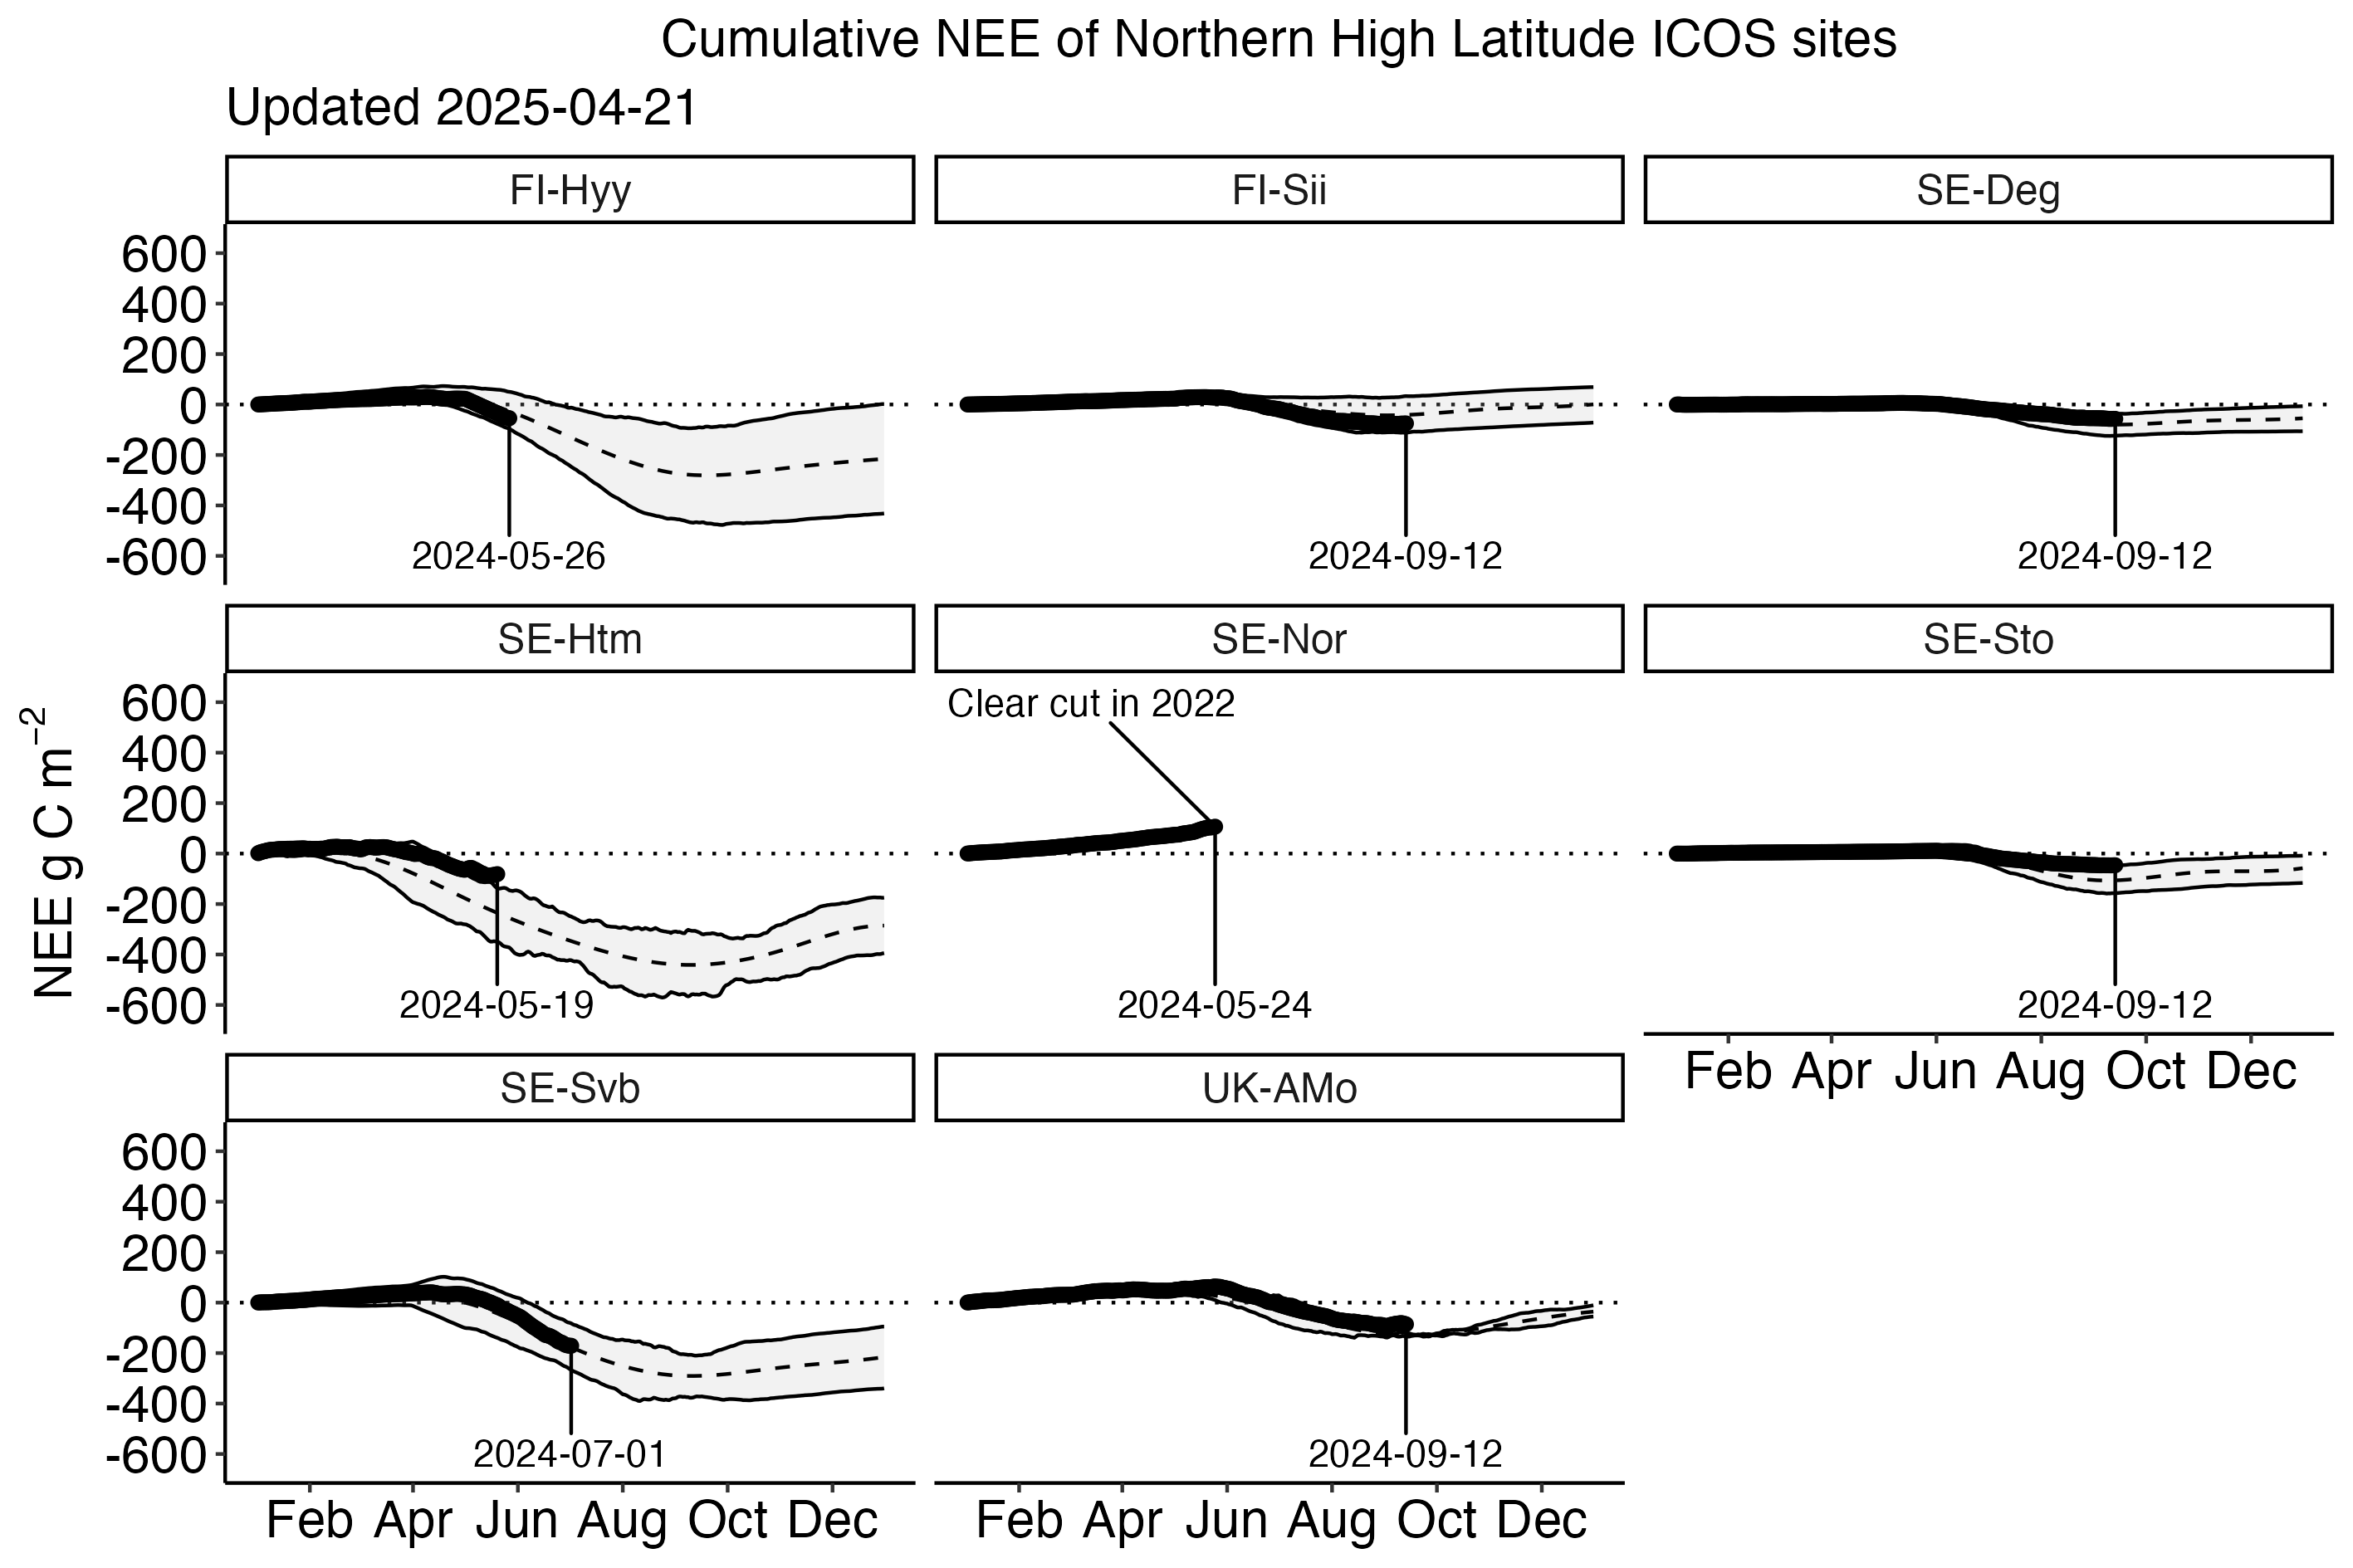 Cumulative NEE of Northern High Latitude ICOS sites
Updated 2025-04-21
FI-Hyy
FI-Sii
SE-Deg
600
400
200
0
-200
-400
-600
2024-05-26
2024-09-12
2024-09-12
SE-Htm
SE-Nor
SE-Sto
NEE g C m⁻²
600
400
200
0
-200
-400
-600
Clear cut in 2022
2024-05-19
2024-05-24
2024-09-12
Feb Apr Jun Aug Oct Dec
SE-Svb
UK-AMo
600
400
200
0
-200
-400
-600
2024-07-01
2024-09-12
Feb Apr Jun Aug Oct Dec
Feb Apr Jun Aug Oct Dec